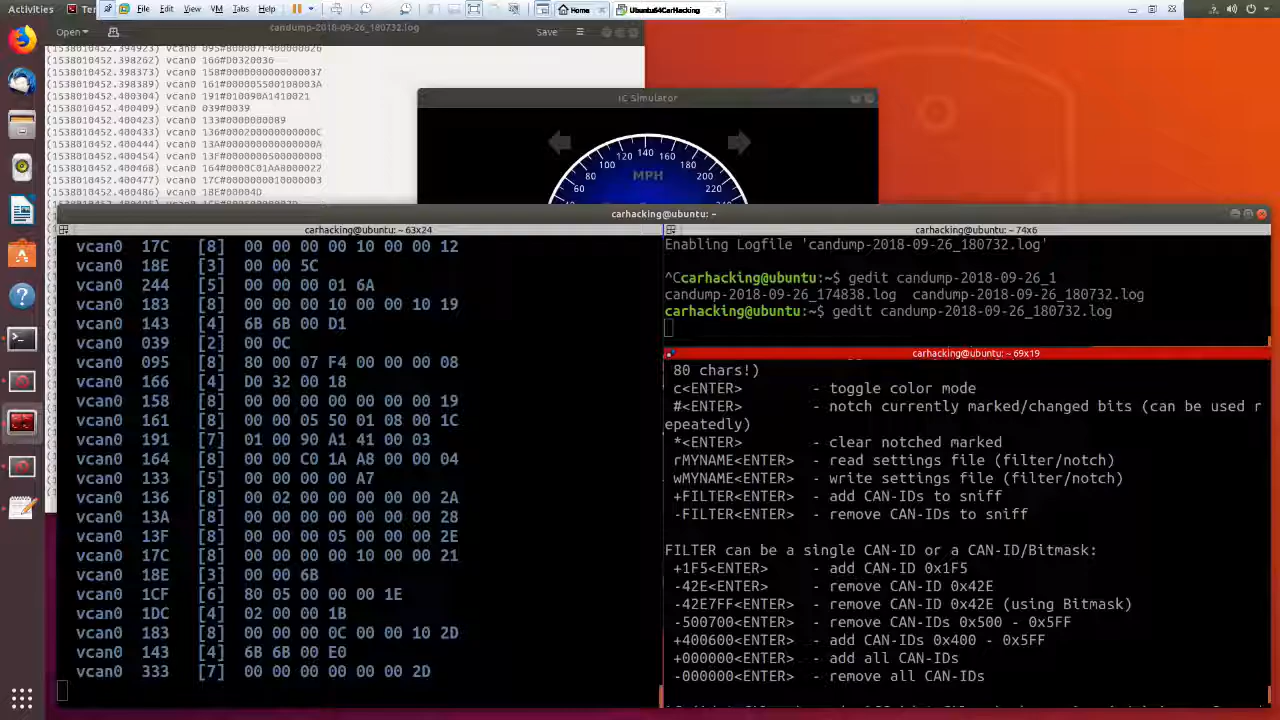 Activities
Ter
File Edit View VM Tabs Help
Home
Ubuntu64CarHacking
Open
candump-2018-09-26_180732.log
Save
(1538010452.394923) vcan0 095#800007F400000026
(1538010452.398262) vcan0 166#D0320036
(1538010452.398373) vcan0 158#0000000000000037
(1538010452.398389) vcan0 161#000005500108003A
(1538010452.400304) vcan0 191#010090A1410021
(1538010452.400409) vcan0 039#0039
(1538010452.400423) vcan0 133#0000000089
(1538010452.400433) vcan0 136#000200000000000C
(1538010452.400444) vcan0 13A#000000000000000A
(1538010452.400454) vcan0 13F#0000000500000000
(1538010452.400468) vcan0 164#0000C01AA8000022
(1538010452.400477) vcan0 17C#0000000010000003
(1538010452.400486) vcan0 18E#00004D
IC Simulator
MPH
60 80 100 120 140 160 180 200 220
carhacking@ubuntu: ~
carhacking@ubuntu: ~ 63x24
vcan0 17C [8] 00 00 00 00 10 00 00 12
vcan0 18E [3] 00 00 5C
vcan0 244 [5] 00 00 00 01 6A
vcan0 183 [8] 00 00 00 10 00 00 10 19
vcan0 143 [4] 6B 6B 00 D1
vcan0 039 [2] 00 0C
vcan0 095 [8] 80 00 07 F4 00 00 00 08
vcan0 166 [4] D0 32 00 18
vcan0 158 [8] 00 00 00 00 00 00 00 19
vcan0 161 [8] 00 00 05 50 01 08 00 1C
vcan0 191 [7] 01 00 90 A1 41 00 03
vcan0 164 [8] 00 00 C0 1A A8 00 00 04
vcan0 133 [5] 00 00 00 00 A7
vcan0 136 [8] 00 02 00 00 00 00 00 2A
vcan0 13A [8] 00 00 00 00 00 00 00 28
vcan0 13F [8] 00 00 00 05 00 00 00 2E
vcan0 17C [8] 00 00 00 00 10 00 00 21
vcan0 18E [3] 00 00 6B
vcan0 1CF [6] 80 05 00 00 00 1E
vcan0 1DC [4] 02 00 00 1B
vcan0 183 [8] 00 00 00 0C 00 00 10 2D
vcan0 143 [4] 6B 6B 00 E0
vcan0 333 [7] 00 00 00 00 00 00 2D
carhacking@ubuntu: ~ 74x6
Enabling Logfile 'candump-2018-09-26_180732.log'
^Ccarhacking@ubuntu:~$ gedit candump-2018-09-26_1
candump-2018-09-26_174838.log candump-2018-09-26_180732.log
carhacking@ubuntu:~$ gedit candump-2018-09-26_180732.log
carhacking@ubuntu: ~ 69x19
80 chars!)
c<ENTER> - toggle color mode
#<ENTER> - notch currently marked/changed bits (can be used r
epeatedly)
*<ENTER> - clear notched marked
rMYNAME<ENTER> - read settings file (filter/notch)
wMYNAME<ENTER> - write settings file (filter/notch)
+FILTER<ENTER> - add CAN-IDs to sniff
-FILTER<ENTER> - remove CAN-IDs to sniff
FILTER can be a single CAN-ID or a CAN-ID/Bitmask:
+1F5<ENTER> - add CAN-ID 0x1F5
-42E<ENTER> - remove CAN-ID 0x42E
-42E7FF<ENTER> - remove CAN-ID 0x42E (using Bitmask)
-500700<ENTER> - remove CAN-IDs 0x500 - 0x5FF
+400600<ENTER> - add CAN-IDs 0x400 - 0x5FF
+000000<ENTER> - add all CAN-IDs
-000000<ENTER> - remove all CAN-IDs